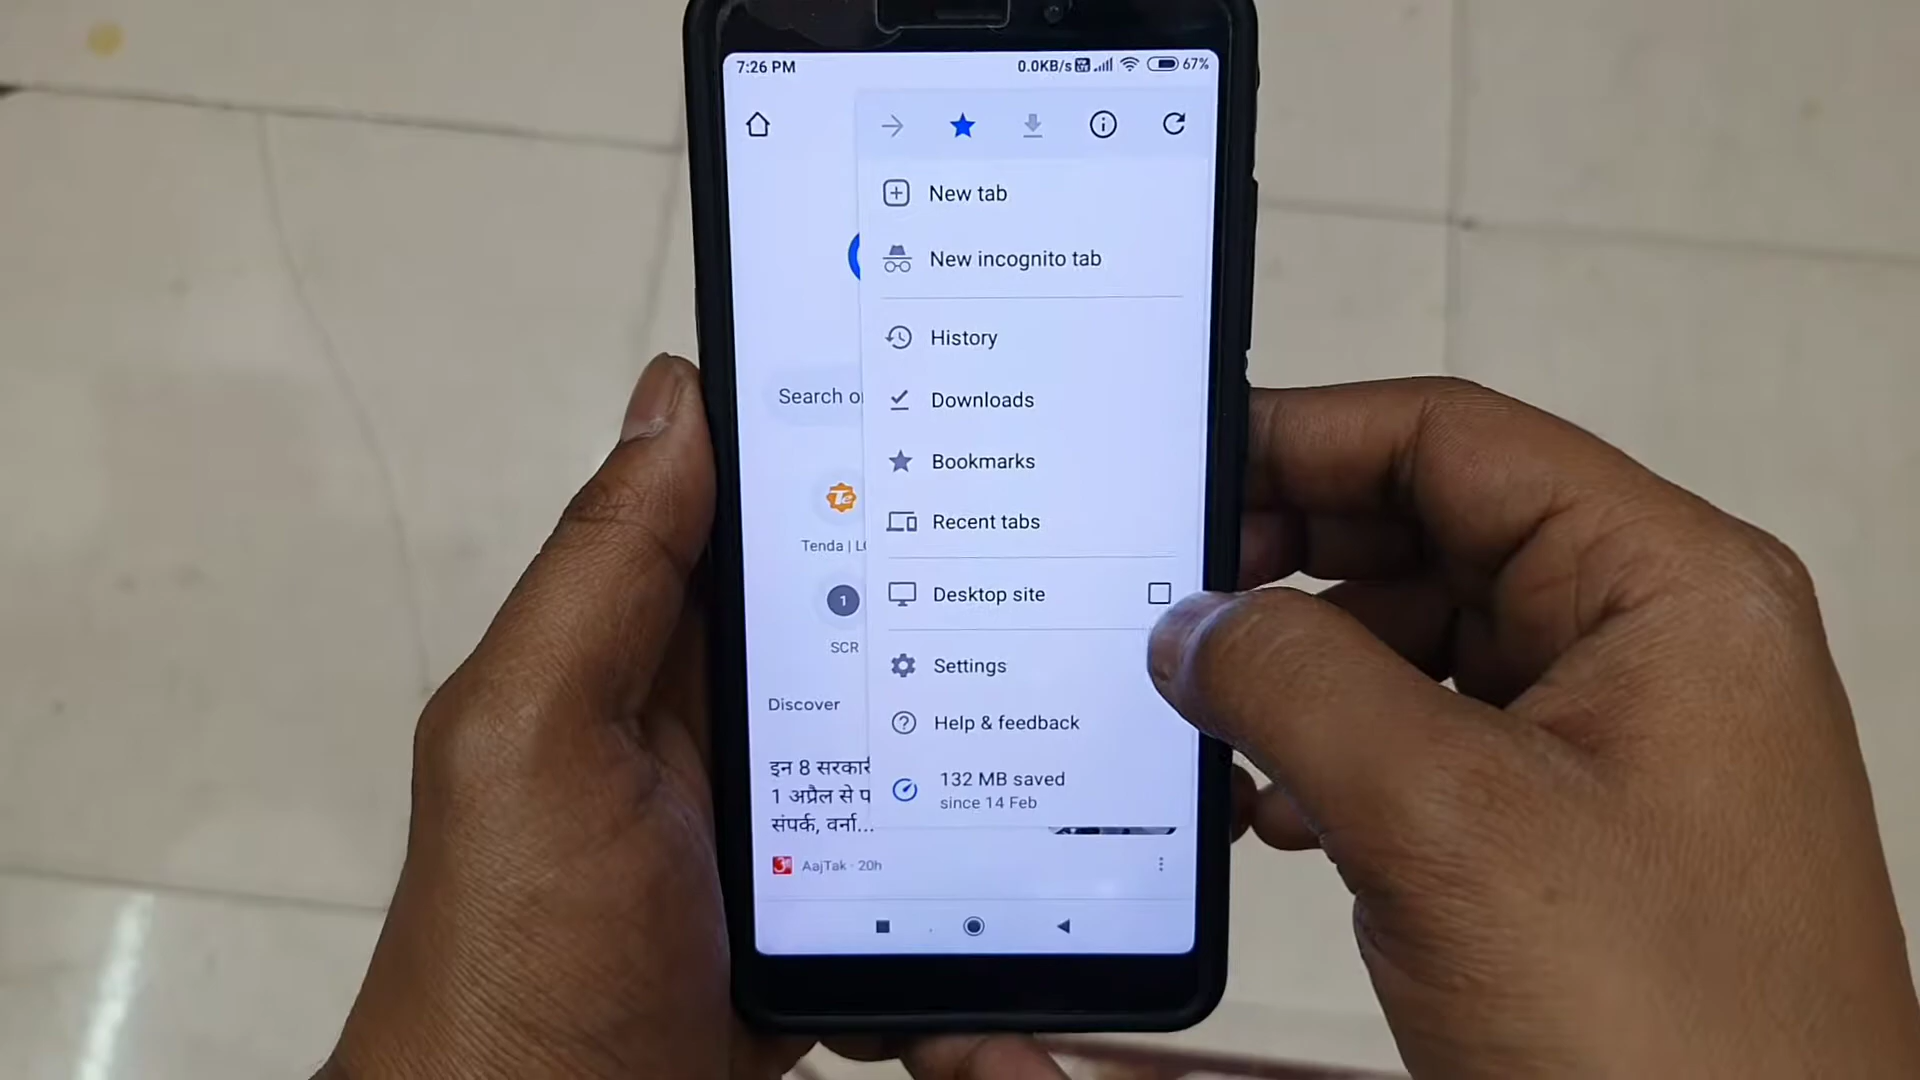 7:26 PM
0.0KB/s
67%
New tab
New incognito tab
History
Downloads
Bookmarks
Recent tabs
Desktop site
Settings
Help & feedback
132 MB saved
since 14 Feb
Search
Te
Tenda |
1
SCR
Discover
इन 8 सरकारी
1 अप्रैल से
संपर्क, वर्ना...
AajTak · 20h